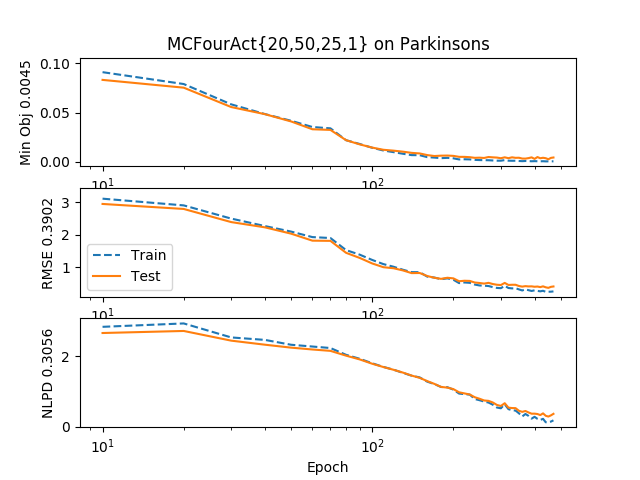 MCFourAct{20,50,25,1} on Parkinsons
Min Obj 0.0045
0.10
0.05
0.00
10¹
10²
RMSE 0.3902
3
2
1
Train
Test
10¹
10²
NLPD 0.3056
2
0
10¹
10²
Epoch